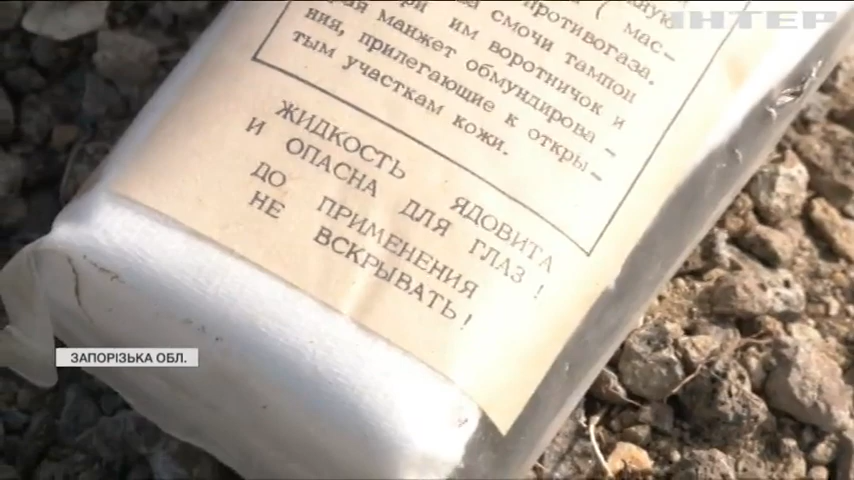 ІНТЕР
( мас-
противогаза.
смочи тампон
им воротничок и
манжет обмундирова-
ния, прилегающие к откры-
тым участкам кожи.
ЖИДКОСТЬ ЯДОВИТА
И ОПАСНА ДЛЯ ГЛАЗ!
ДО ПРИМЕНЕНИЯ
НЕ ВСКРЫВАТЬ!
ЗАПОРІЗЬКА ОБЛ.